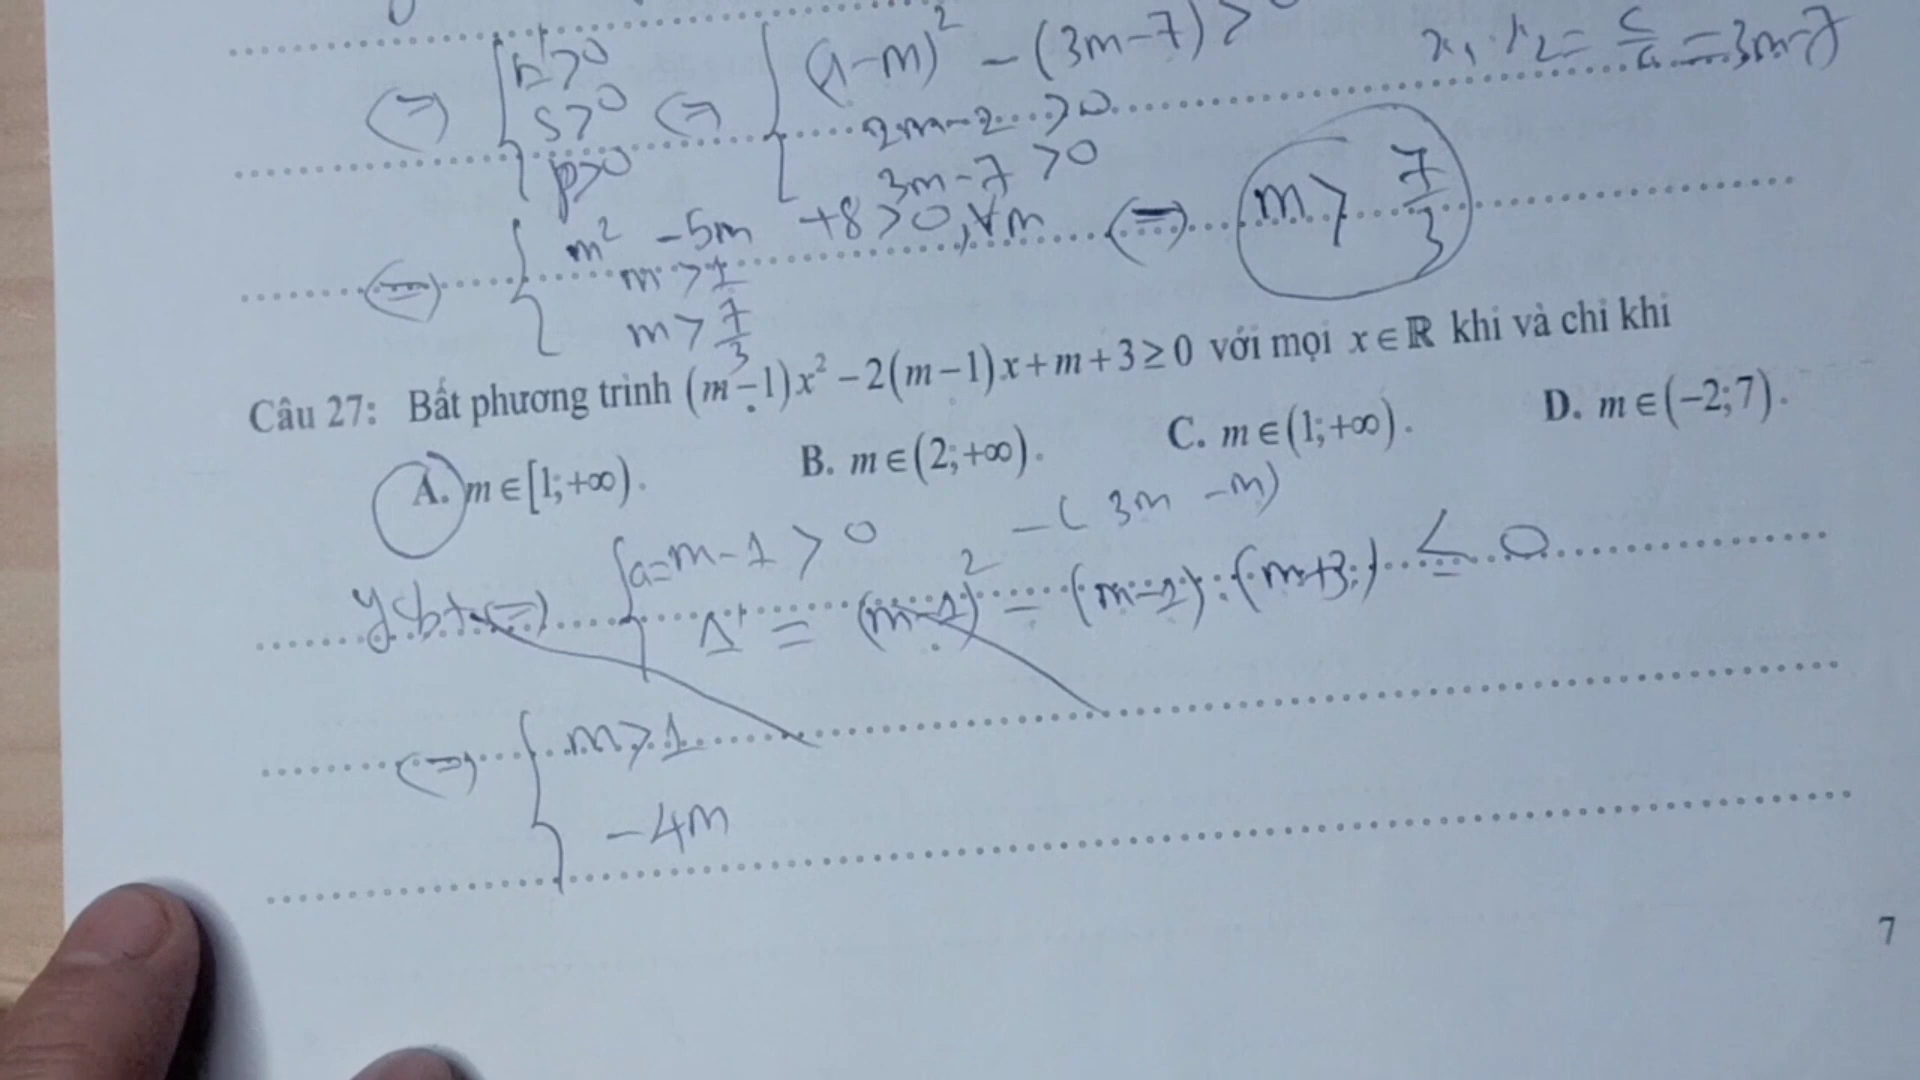 ⇔ { Δ' > 0 ⇔ { (1-m)² - (3m-7) > 0 x₁.x₂ = c/a = 3m-7
S > 0 2m-2 > 0
P > 0 3m-7 > 0
⇔ { m² - 5m + 8 > 0, ∀m ⇔ m > 7/3
m > 1
m > 7/3
Câu 27: Bất phương trình (m-1)x² - 2(m-1)x + m + 3 ≥ 0 với mọi x ∈ ℝ khi và chỉ khi
A. m ∈ [1; +∞). B. m ∈ (2; +∞). C. m ∈ (1; +∞). D. m ∈ (-2; 7).
-(3m - m)
ycbt ⇔ { a = m - 1 > 0
Δ' = (m-1)² - (m-1).(m+3) ≤ 0
⇔ { m > 1
-4m
7